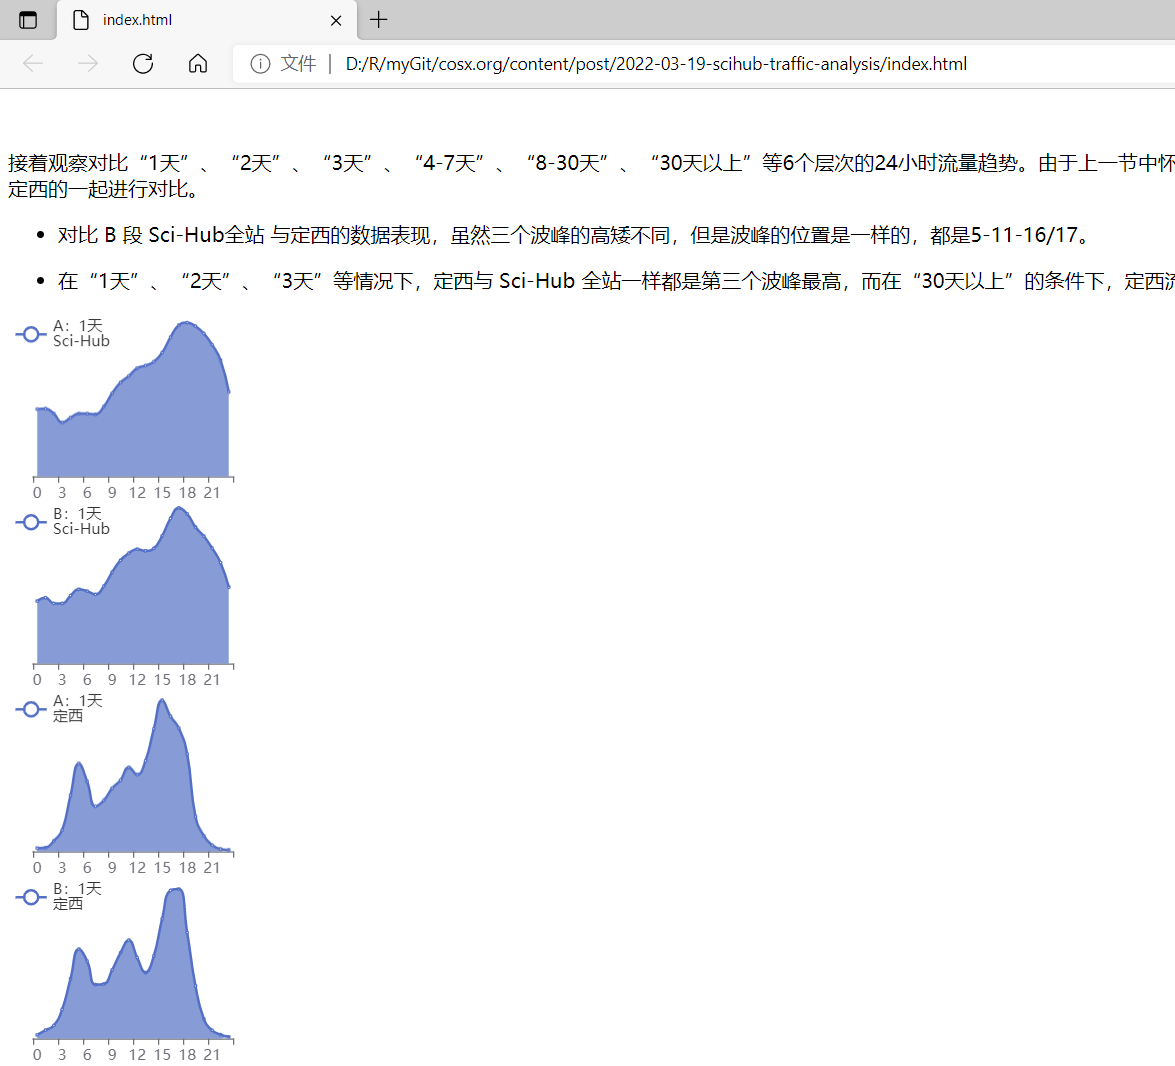 index.html
文件 | D:/R/myGit/cosx.org/content/post/2022-03-19-scihub-traffic-analysis/index.html
接着观察对比“1天”、“2天”、“3天”、“4-7天”、“8-30天”、“30天以上”等6个层次的24小时流量趋势。由于上一节中怀
定西的一起进行对比。
对比 B 段 Sci-Hub全站 与定西的数据表现，虽然三个波峰的高矮不同，但是波峰的位置是一样的，都是5-11-16/17。
在“1天”、“2天”、“3天”等情况下，定西与 Sci-Hub 全站一样都是第三个波峰最高，而在“30天以上”的条件下，定西流
A：1天
Sci-Hub
0 3 6 9 12 15 18 21
B：1天
Sci-Hub
0 3 6 9 12 15 18 21
A：1天
定西
0 3 6 9 12 15 18 21
B：1天
定西
0 3 6 9 12 15 18 21